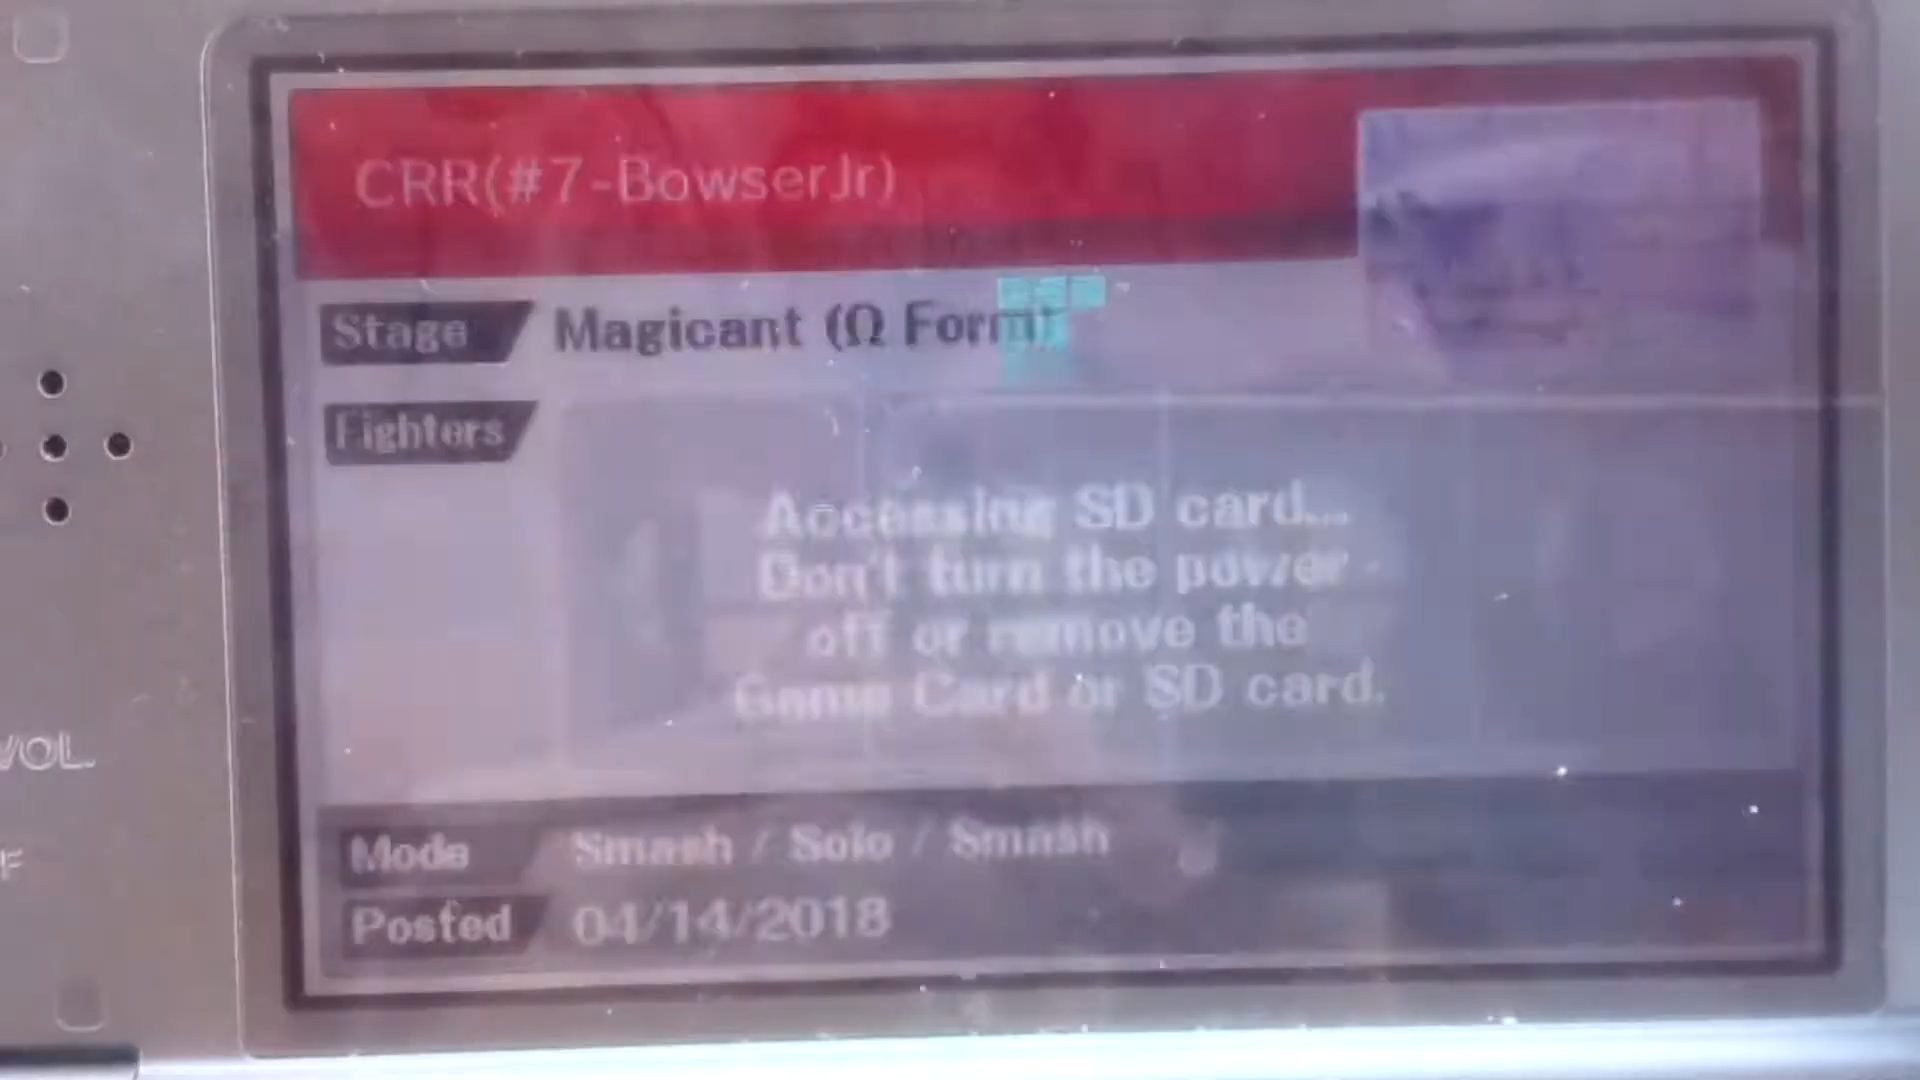 CRR(#7-BowserJr)
Stage Magicant (Ω Form)
Fighters
Accessing SD card...
Don't turn the power
off or remove the
Game Card or SD card.
VOL.
Mode Smash / Solo / Smash
F
Posted 04/14/2018